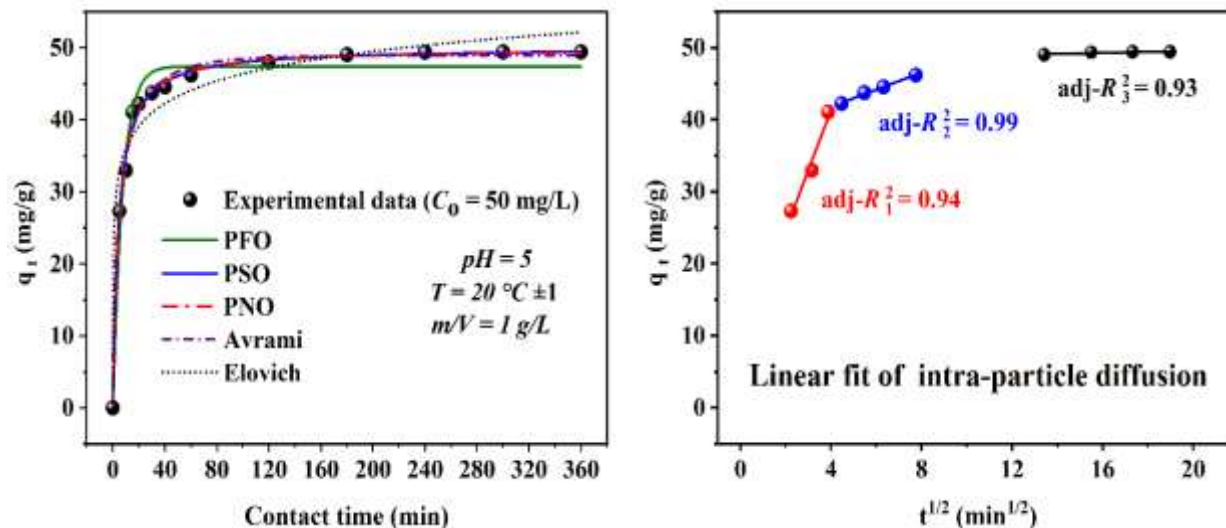 50
40
30
20
10
0
q t (mg/g)
Experimental data (C0 = 50 mg/L)
PFO
PSO
PNO
Avrami
Elovich
pH = 5
T = 20 °C ±1
m/V = 1 g/L
0 40 80 120 160 200 240 280 320 360
Contact time (min)
50
40
30
20
10
0
q t (mg/g)
adj-R 2 3 = 0.93
adj-R 2 2 = 0.99
adj-R 2 1 = 0.94
Linear fit of intra-particle diffusion
0 4 8 12 16 20
t1/2 (min1/2)